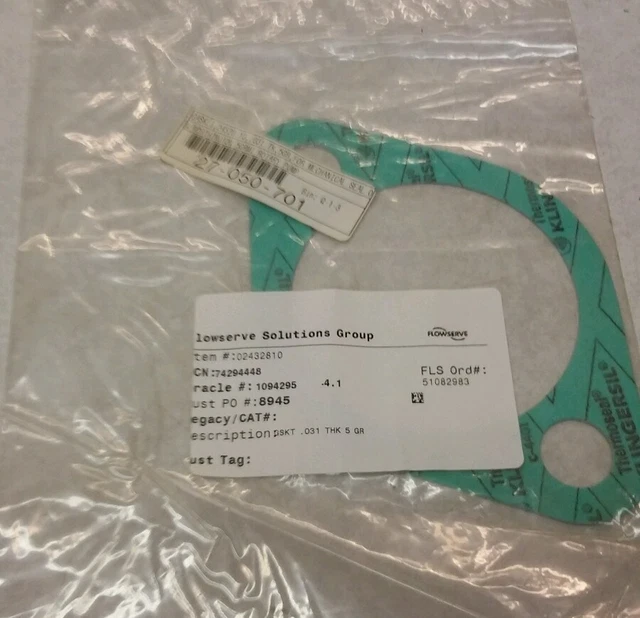 27-050-701
lowserve Solutions Group
FLOWSERVE
tem #:02432810
CN:74294448
FLS Ord#:
racle #: 1094295 -4.1
51082983
ust PO #:8945
egacy/CAT#:
escription:GSKT .031 THK 5 GR
ust Tag:
Thermoseal®
KLINGERSIL®